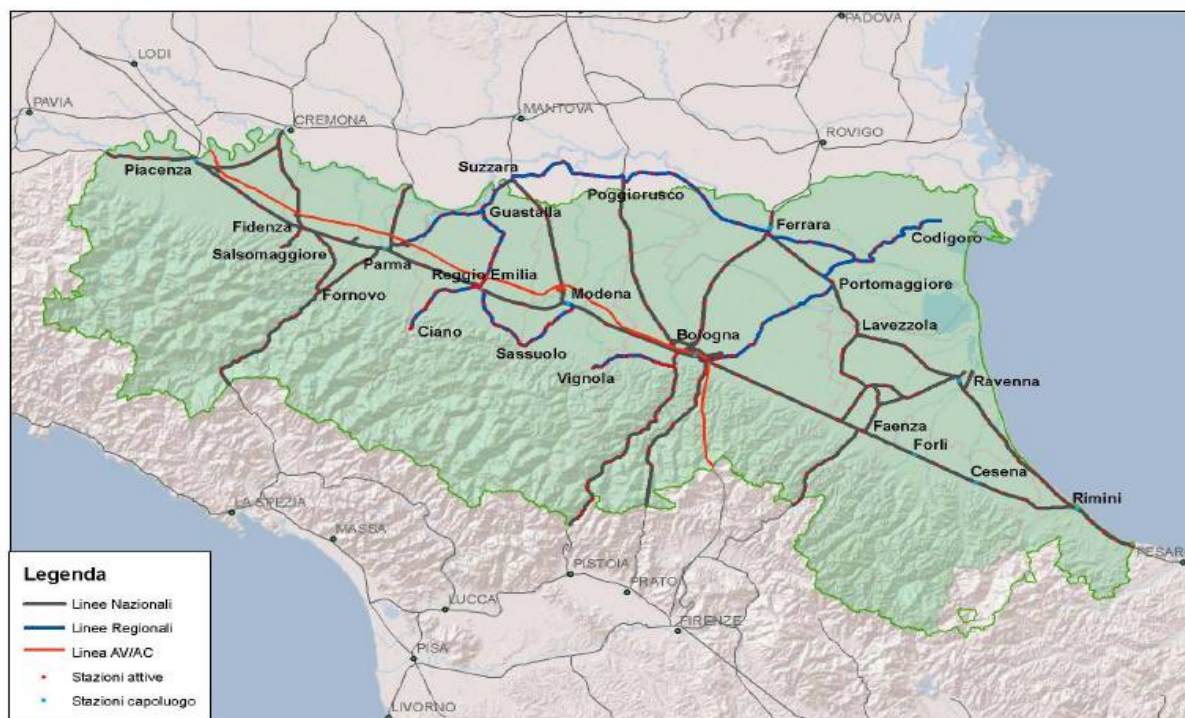 PADOVA
LODI
PAVIA
MANTOVA
CREMONA
ROVIGO
Suzzara
Piacenza
Poggiorusco
Guastalla
Ferrara
Fidenza
Codigoro
Salsomaggiore
Parma
Reggio Emilia
Portomaggiore
Fornovo
Modena
Lavezzola
Ciano
Bologna
Sassuolo
Vignola
Ravenna
Faenza
Forlì
Cesena
LA SPEZIA
Rimini
MASSA
PESAR
PISTOIA
PRATO
LUCCA
FIRENZE
PISA
LIVORNO
Legenda
Linee Nazionali
Linee Regionali
Linea AV/AC
Stazioni attive
Stazioni capoluogo